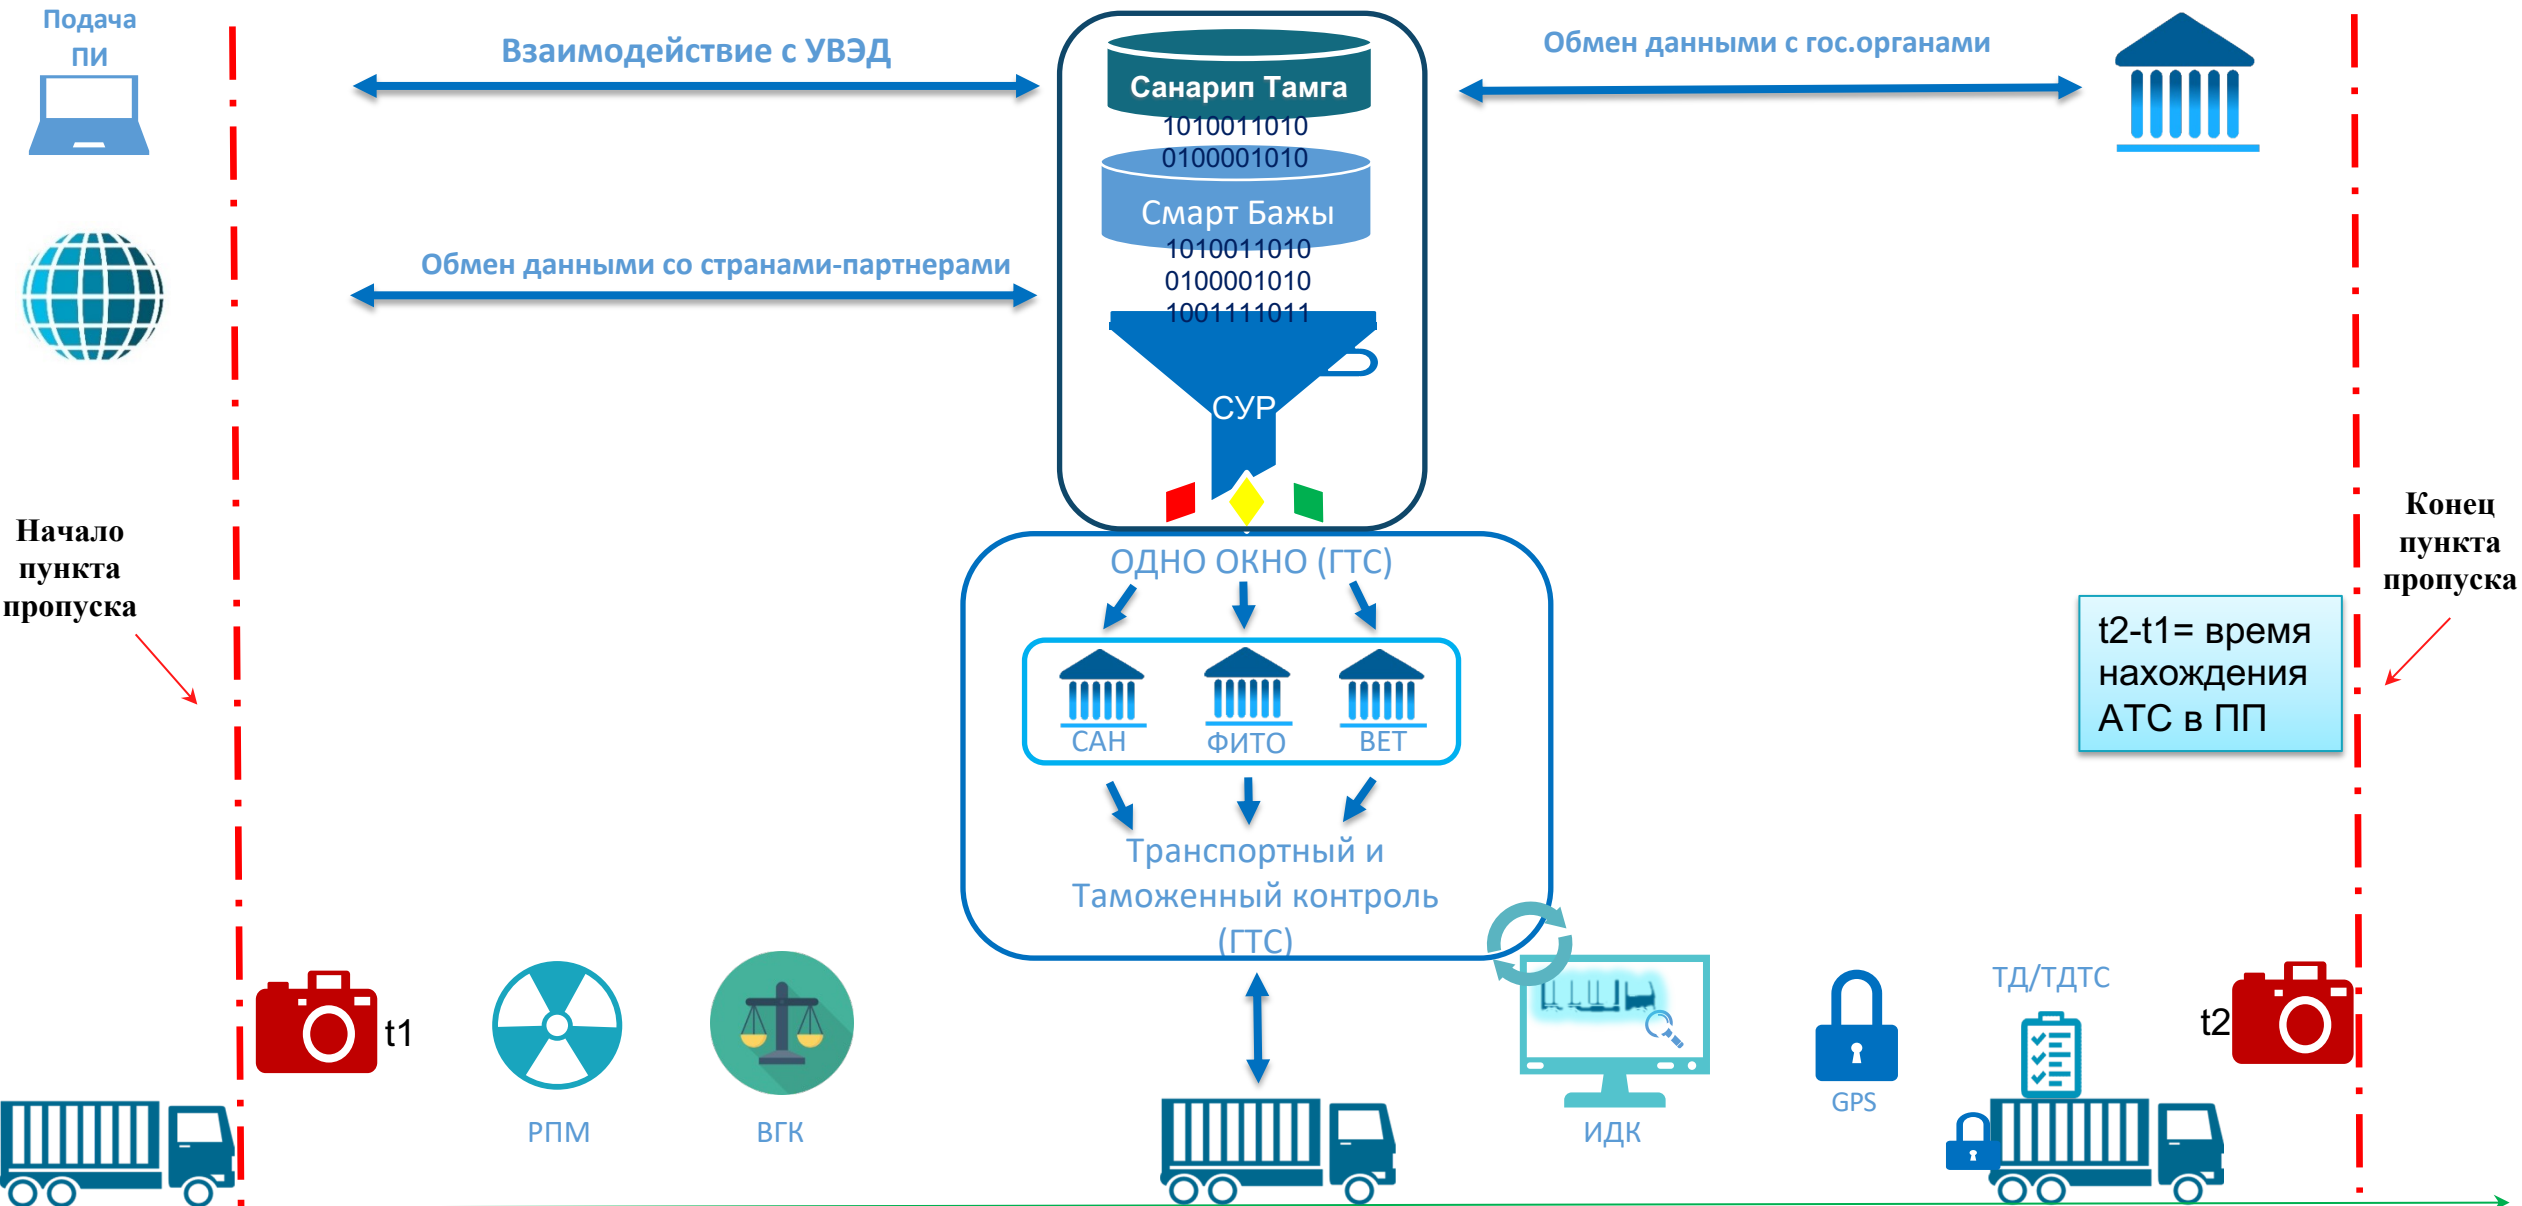 Подача
ПИ
Взаимодействие с УВЭД
Обмен данными с гос.органами
Санарип Тамга
1010011010
0100001010
Смарт Бажы
1010011010
0100001010
1001111011
Обмен данными со странами-партнерами
СУР
Начало
пункта
пропуска
Конец
пункта
пропуска
ОДНО ОКНО (ГТС)
САН
ФИТО
ВЕТ
t2-t1= время
нахождения
АТС в ПП
Транспортный и
Таможенный контроль
(ГТС)
t1
РПМ
ВГК
ИДК
GPS
ТД/ТДТС
t2